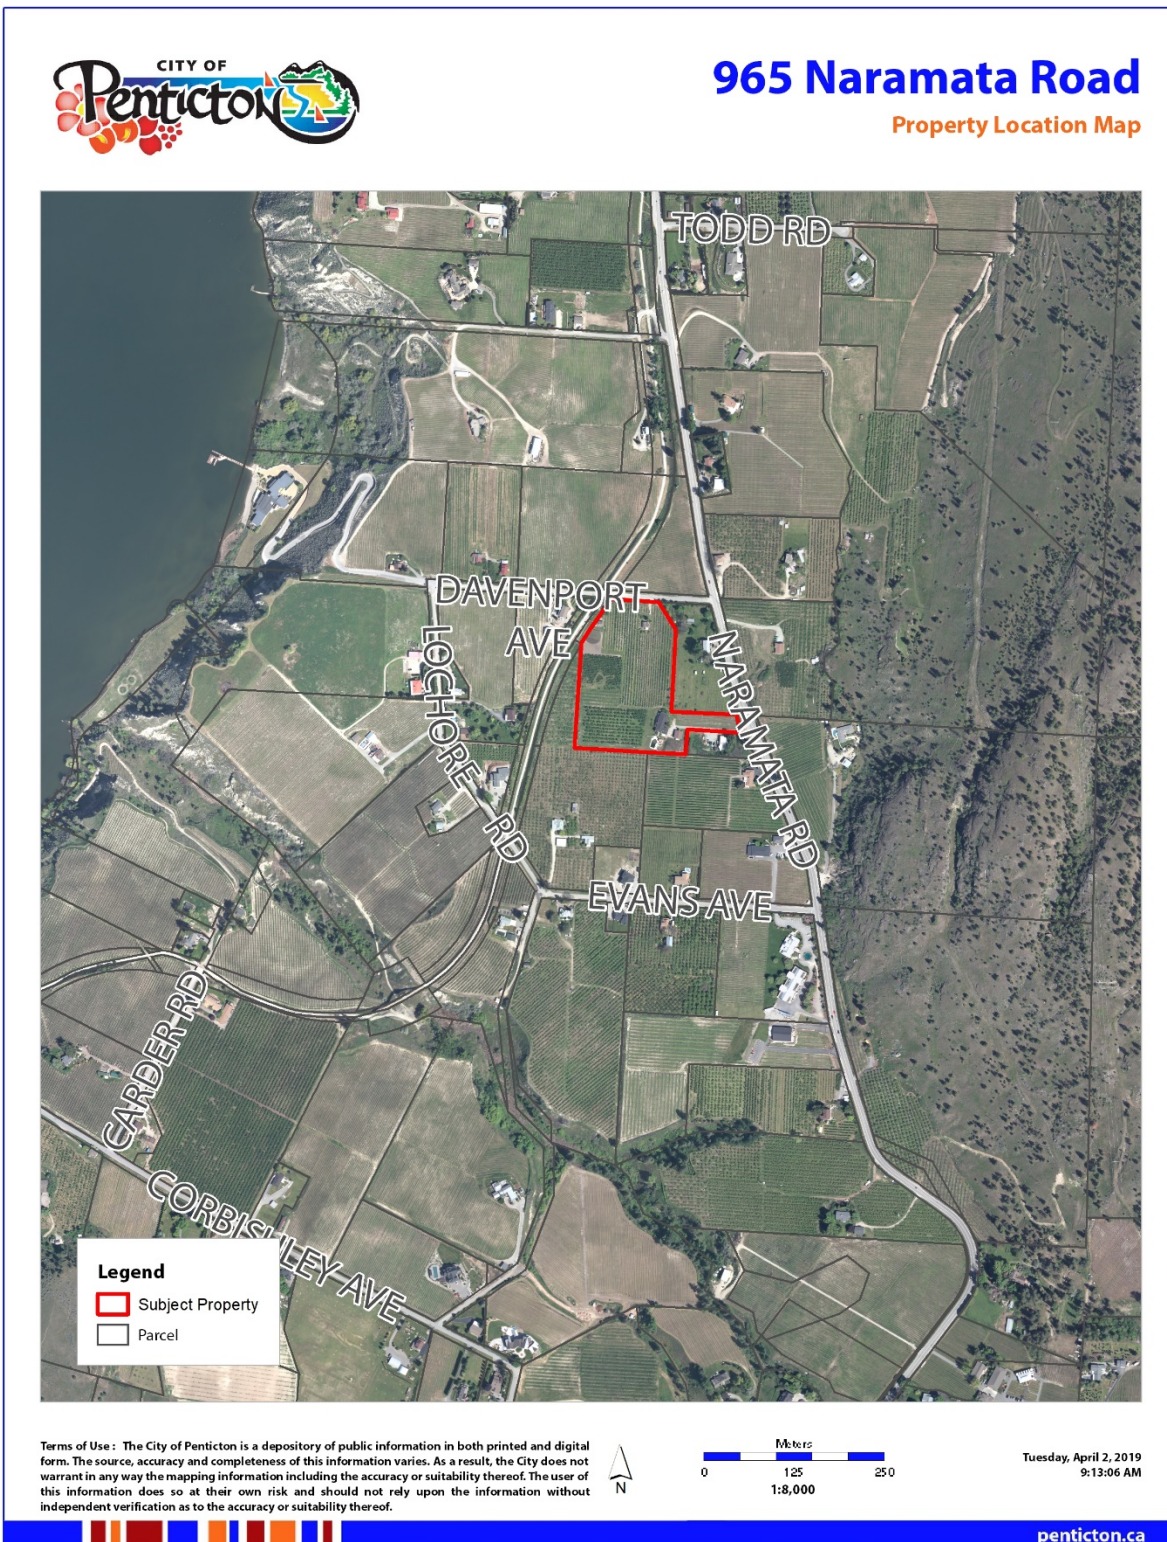 CITY OF
Penticton
965 Naramata Road
Property Location Map
TODD RD
DAVENPORT
AVE
LOCHORE RD
NARAMATA RD
EVANS AVE
CARDER RD
CORBISHLEY AVE
Legend
Subject Property
Parcel
Terms of Use : The City of Penticton is a depository of public information in both printed and digital
form. The source, accuracy and completeness of this information varies. As a result, the City does not
warrant in any way the mapping information including the accuracy or suitability thereof. The user of
this information does so at their own risk and should not rely upon the information without
independent verification as to the accuracy or suitability thereof.
N
Meters
0 125 250
1:8,000
Tuesday, April 2, 2019
9:13:06 AM
penticton.ca